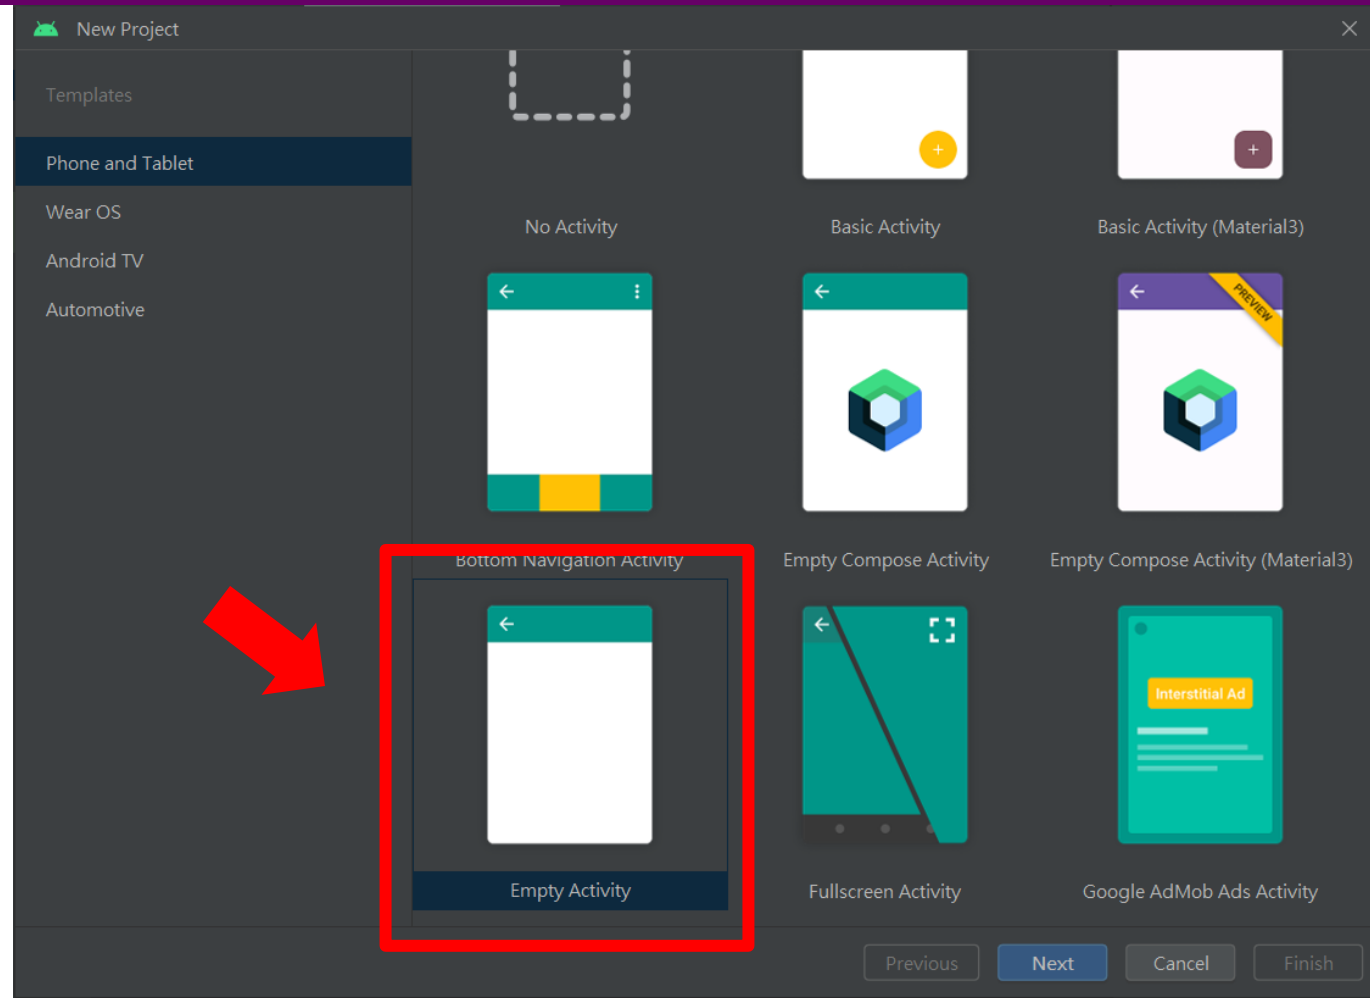 New Project
Templates
Phone and Tablet
Wear OS
Android TV
Automotive
+
+
No Activity
Basic Activity
Basic Activity (Material3)
PREVIEW
Bottom Navigation Activity
Empty Compose Activity
Empty Compose Activity (Material3)
Interstitial Ad
Empty Activity
Fullscreen Activity
Google AdMob Ads Activity
Previous
Next
Cancel
Finish